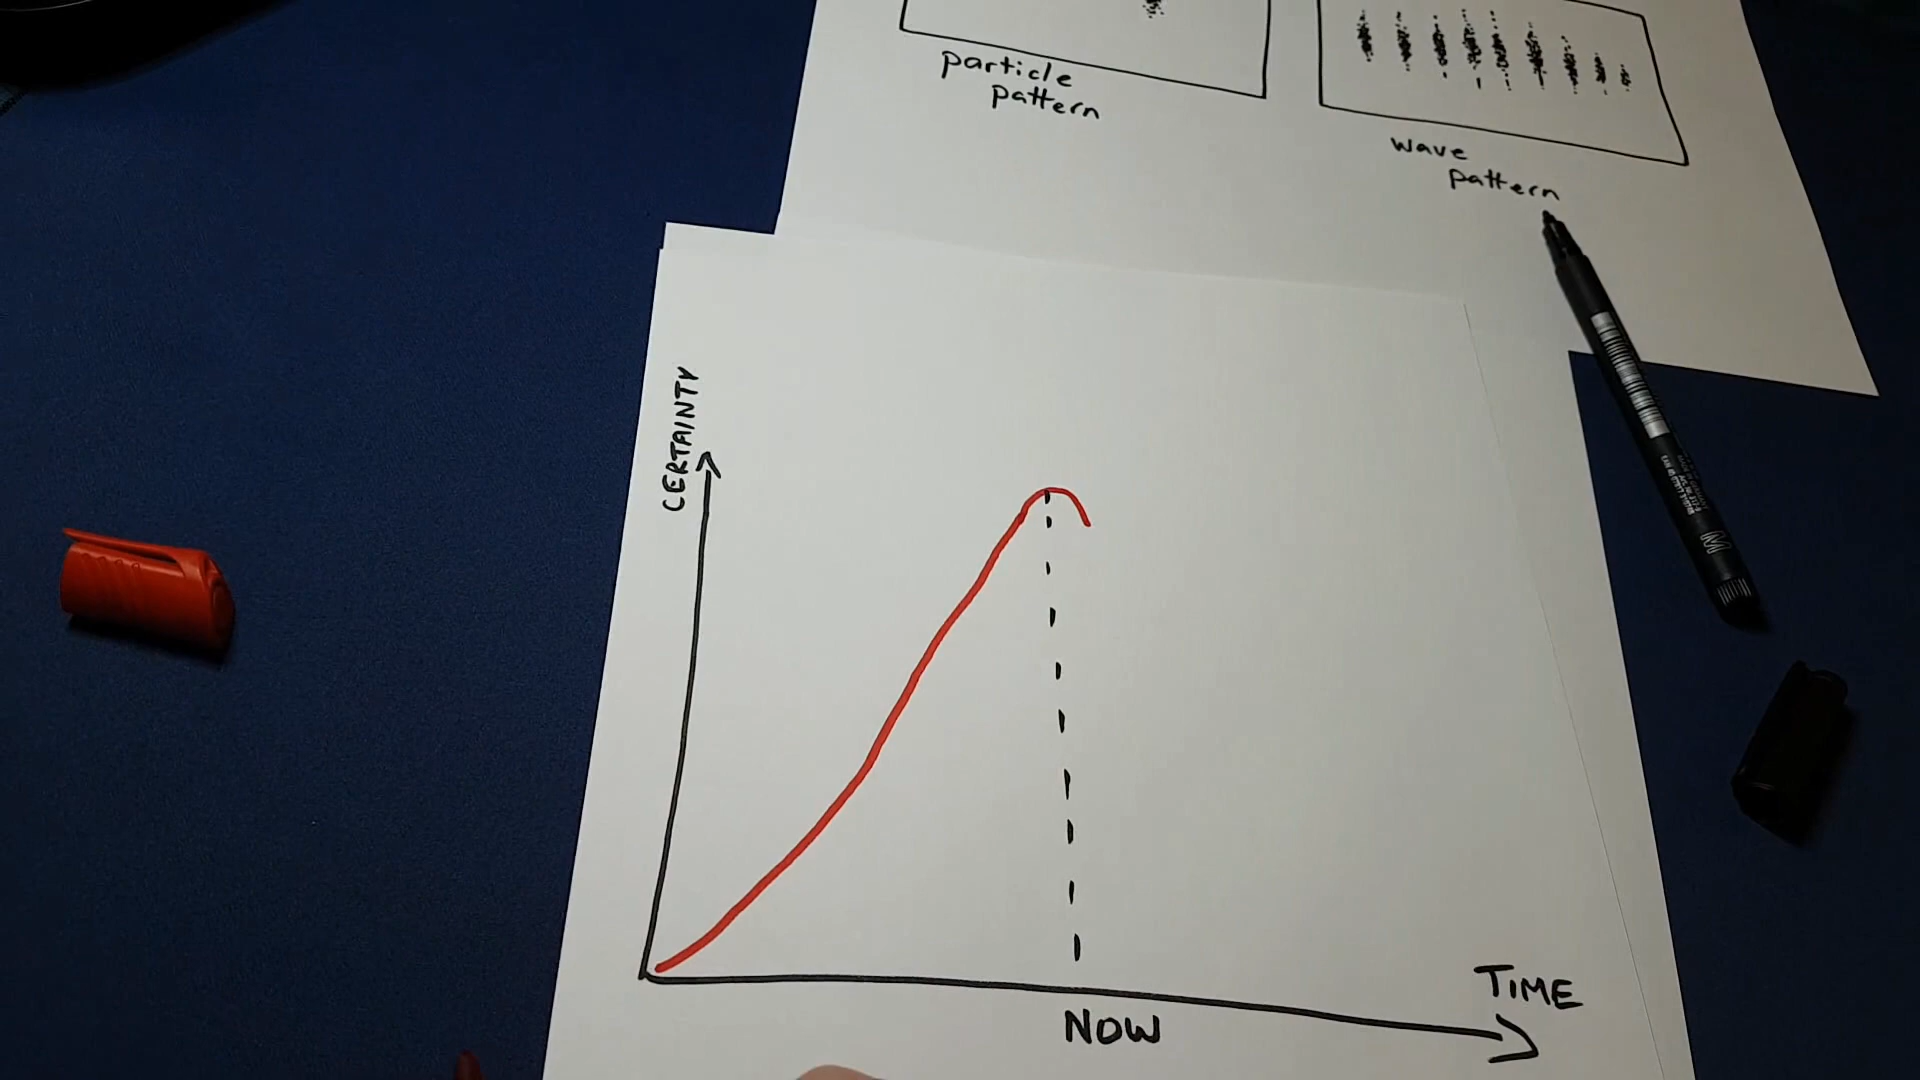 particle
pattern
wave
pattern
CERTAINTY
TIME
NOW
M